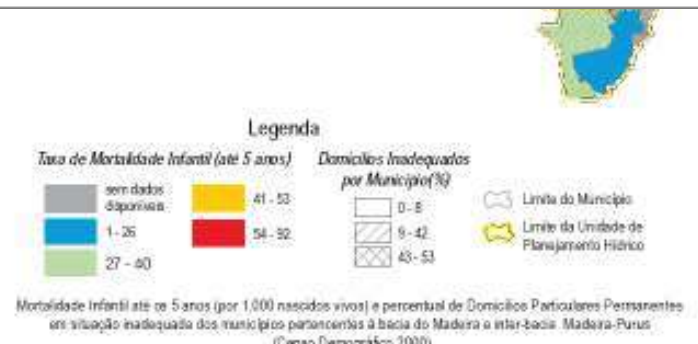 Legenda
Taxa de Mortalidade Infantil (até 5 anos)
sem dados
disponíveis
1 - 26
27 - 40
41 - 53
54 - 92
Domicílios Inadequados
por Município(%)
0 - 8
9 - 42
43 - 53
Limite do Município
Limite da Unidade de
Planejamento Hídrico
Mortalidade Infantil até os 5 anos (por 1.000 nascidos vivos) e percentual de Domicílios Particulares Permanentes
em situação inadequada dos municípios pertencentes à bacia do Madeira e inter-bacia Madeira-Purus
(Censo Demográfico 2000)